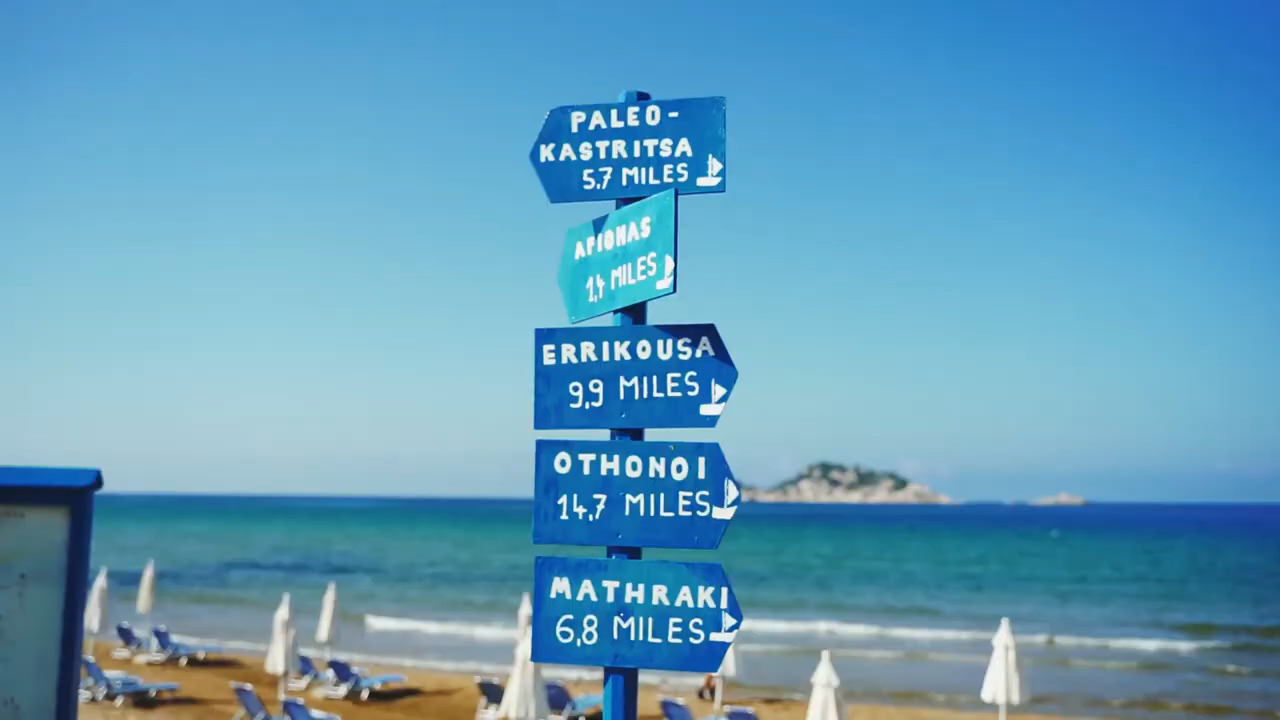 PALEO-
KASTRITSA
5,7 MILES
AFIONAS
1,4 MILES
ERRIKOUSA
9,9 MILES
OTHONOI
14,7 MILES
MATHRAKI
6,8 MILES